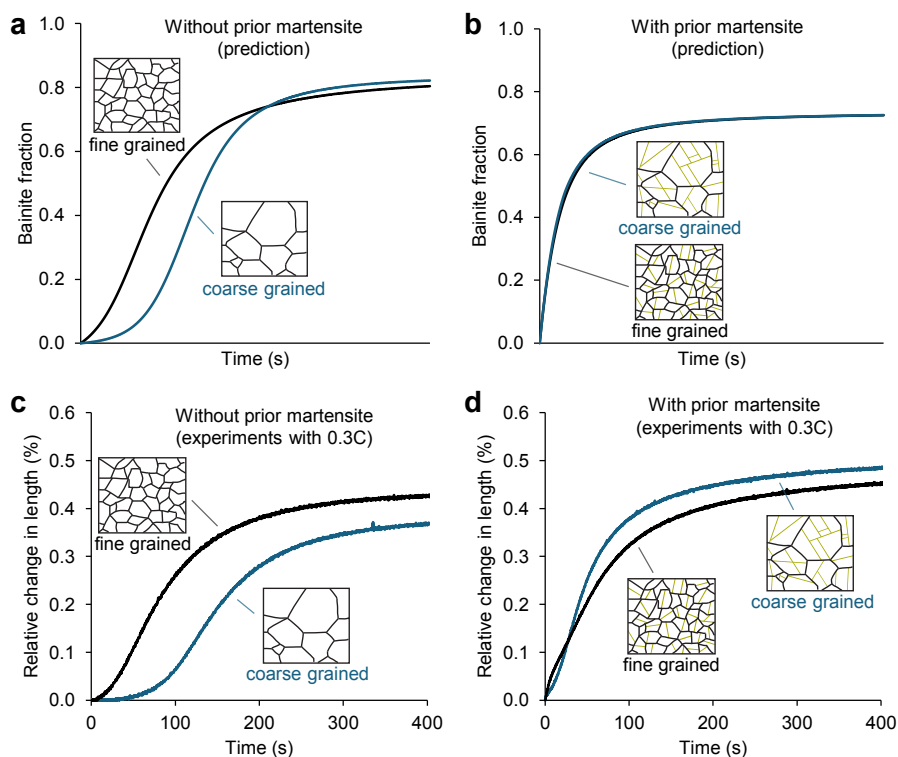 a
Without prior martensite
(prediction)
1.0
0.8
0.6
0.4
0.2
0.0
Bainite fraction
fine grained
coarse grained
Time (s)
b
With prior martensite
(prediction)
1.0
0.8
0.6
0.4
0.2
0.0
Bainite fraction
coarse grained
fine grained
Time (s)
c
Without prior martensite
(experiments with 0.3C)
0.6
0.5
0.4
0.3
0.2
0.1
0.0
Relative change in length (%)
fine grained
coarse grained
0 100 200 300 400
Time (s)
d
With prior martensite
(experiments with 0.3C)
0.6
0.5
0.4
0.3
0.2
0.1
0.0
Relative change in length (%)
coarse grained
fine grained
0 100 200 300 400
Time (s)